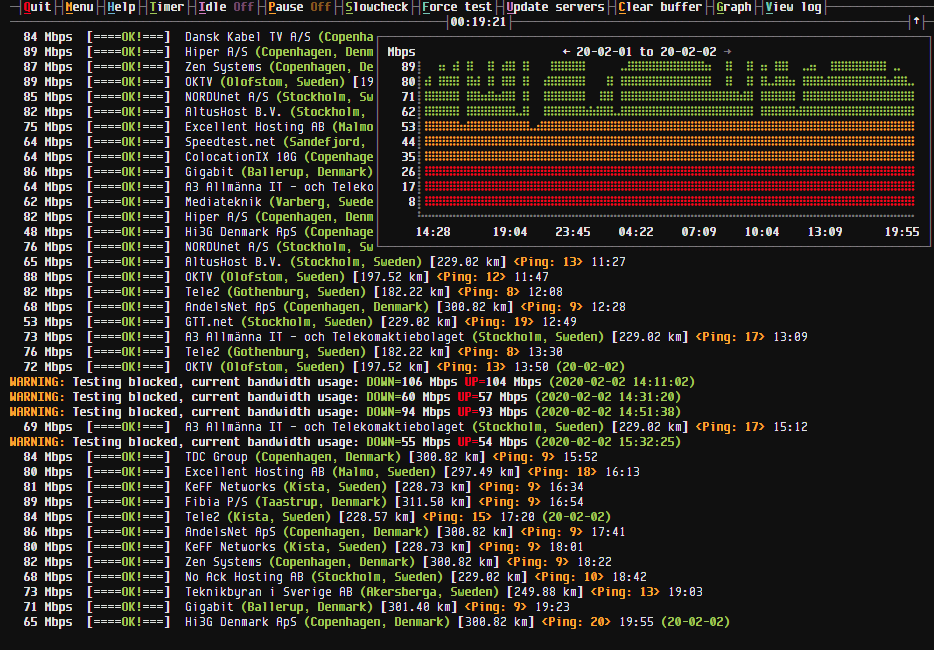 Quit Menu Help Timer Idle Off Pause Off Slowcheck Force test Update servers Clear buffer Graph View log
00:19:21 ↑
84 Mbps [====OK!===] Dansk Kabel TV A/S (Copenha
89 Mbps [====OK!===] Hiper A/S (Copenhagen, Denm
87 Mbps [====OK!===] Zen Systems (Copenhagen, De
89 Mbps [====OK!===] OKTV (Olofstom, Sweden) [19
85 Mbps [====OK!===] NORDUnet A/S (Stockholm, Sw
82 Mbps [====OK!===] AltusHost B.V. (Stockholm,
75 Mbps [====OK!===] Excellent Hosting AB (Malmo
64 Mbps [====OK!===] Speedtest.net (Sandefjord,
64 Mbps [====OK!===] ColocationIX 10G (Copenhage
86 Mbps [====OK!===] Gigabit (Ballerup, Denmark)
64 Mbps [====OK!===] A3 Allmänna IT - och Teleko
62 Mbps [====OK!===] Mediateknik (Varberg, Swede
82 Mbps [====OK!===] Hiper A/S (Copenhagen, Denm
48 Mbps [====OK!===] Hi3G Denmark ApS (Copenhage
76 Mbps [====OK!===] NORDUnet A/S (Stockholm, Sw
Mbps ← 20-02-01 to 20-02-02 →
89
80
71
62
53
44
35
26
17
8
14:28 19:04 23:45 04:22 07:09 10:04 13:09 19:55
65 Mbps [====OK!===] AltusHost B.V. (Stockholm, Sweden) [229.02 km] <Ping: 13> 11:27
88 Mbps [====OK!===] OKTV (Olofstom, Sweden) [197.52 km] <Ping: 12> 11:47
82 Mbps [====OK!===] Tele2 (Gothenburg, Sweden) [182.22 km] <Ping: 8> 12:08
68 Mbps [====OK!===] AndelsNet ApS (Copenhagen, Denmark) [300.82 km] <Ping: 9> 12:28
53 Mbps [====OK!===] GTT.net (Stockholm, Sweden) [229.02 km] <Ping: 19> 12:49
73 Mbps [====OK!===] A3 Allmänna IT - och Telekomaktiebolaget (Stockholm, Sweden) [229.02 km] <Ping: 17> 13:09
76 Mbps [====OK!===] Tele2 (Gothenburg, Sweden) [182.22 km] <Ping: 8> 13:30
72 Mbps [====OK!===] OKTV (Olofstom, Sweden) [197.52 km] <Ping: 13> 13:50 (20-02-02)
WARNING: Testing blocked, current bandwidth usage: DOWN=106 Mbps UP=104 Mbps (2020-02-02 14:11:02)
WARNING: Testing blocked, current bandwidth usage: DOWN=60 Mbps UP=57 Mbps (2020-02-02 14:31:20)
WARNING: Testing blocked, current bandwidth usage: DOWN=94 Mbps UP=93 Mbps (2020-02-02 14:51:38)
69 Mbps [====OK!===] A3 Allmänna IT - och Telekomaktiebolaget (Stockholm, Sweden) [229.02 km] <Ping: 17> 15:12
WARNING: Testing blocked, current bandwidth usage: DOWN=55 Mbps UP=54 Mbps (2020-02-02 15:32:25)
84 Mbps [====OK!===] TDC Group (Copenhagen, Denmark) [300.82 km] <Ping: 9> 15:52
80 Mbps [====OK!===] Excellent Hosting AB (Malmo, Sweden) [297.49 km] <Ping: 18> 16:13
81 Mbps [====OK!===] KeFF Networks (Kista, Sweden) [228.73 km] <Ping: 9> 16:34
89 Mbps [====OK!===] Fibia P/S (Taastrup, Denmark) [311.50 km] <Ping: 9> 16:54
84 Mbps [====OK!===] Tele2 (Kista, Sweden) [228.57 km] <Ping: 15> 17:20 (20-02-02)
86 Mbps [====OK!===] AndelsNet ApS (Copenhagen, Denmark) [300.82 km] <Ping: 9> 17:41
80 Mbps [====OK!===] KeFF Networks (Kista, Sweden) [228.73 km] <Ping: 9> 18:01
82 Mbps [====OK!===] Zen Systems (Copenhagen, Denmark) [300.82 km] <Ping: 9> 18:22
68 Mbps [====OK!===] No Ack Hosting AB (Stockholm, Sweden) [229.02 km] <Ping: 10> 18:42
73 Mbps [====OK!===] Teknikbyran i Sverige AB (Akersberga, Sweden) [249.88 km] <Ping: 13> 19:03
71 Mbps [====OK!===] Gigabit (Ballerup, Denmark) [301.40 km] <Ping: 9> 19:23
65 Mbps [====OK!===] Hi3G Denmark ApS (Copenhagen, Denmark) [300.82 km] <Ping: 20> 19:55 (20-02-02)